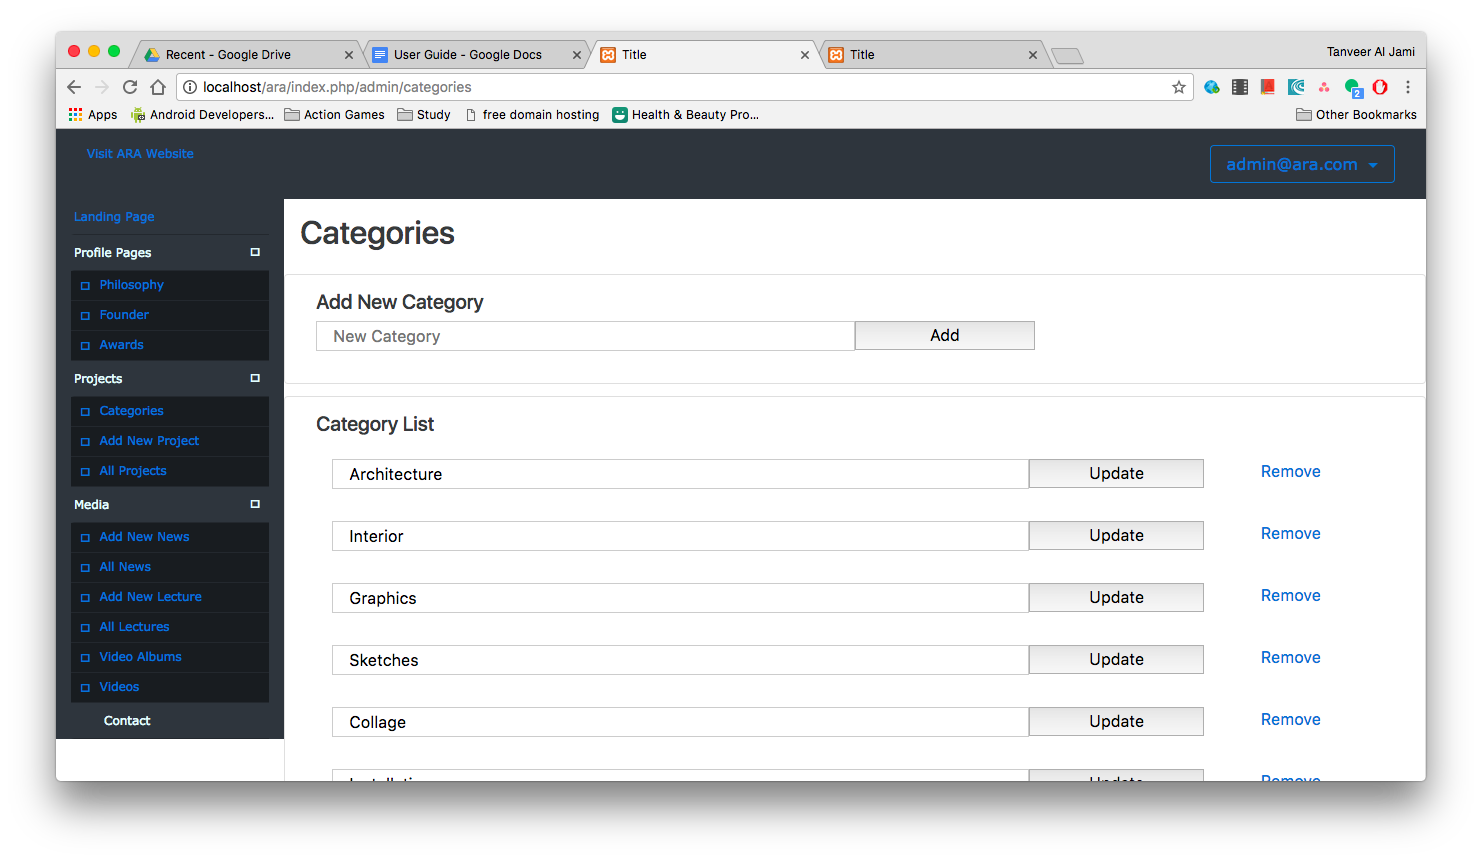 Recent - Google Drive
User Guide - Google Docs
Title
Title
Tanveer Al Jami
localhost/ara/index.php/admin/categories
2
Apps
Android Developers...
Action Games
Study
free domain hosting
Health & Beauty Pro...
Other Bookmarks
Visit ARA Website
admin@ara.com
Landing Page
Profile Pages
Philosophy
Founder
Awards
Projects
Categories
Add New Project
All Projects
Media
Add New News
All News
Add New Lecture
All Lectures
Video Albums
Videos
Contact
Categories
Add New Category
New Category
Add
Category List
Architecture
Update
Remove
Interior
Update
Remove
Graphics
Update
Remove
Sketches
Update
Remove
Collage
Update
Remove
Update
Remove